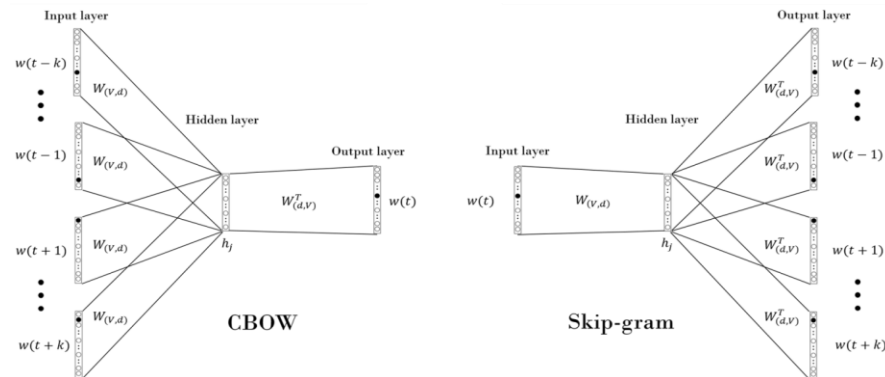 Input layer
w(t − k)
W(V,d)
w(t − 1)
W(V,d)
w(t + 1)
W(V,d)
w(t + k)
W(V,d)
Hidden layer
h_j
W^T(d,V)
Output layer
w(t)
CBOW
Input layer
w(t)
W(V,d)
Hidden layer
h_j
Output layer
W^T(d,V)
w(t − k)
W^T(d,V)
w(t − 1)
W^T(d,V)
w(t + 1)
W^T(d,V)
w(t + k)
Skip-gram